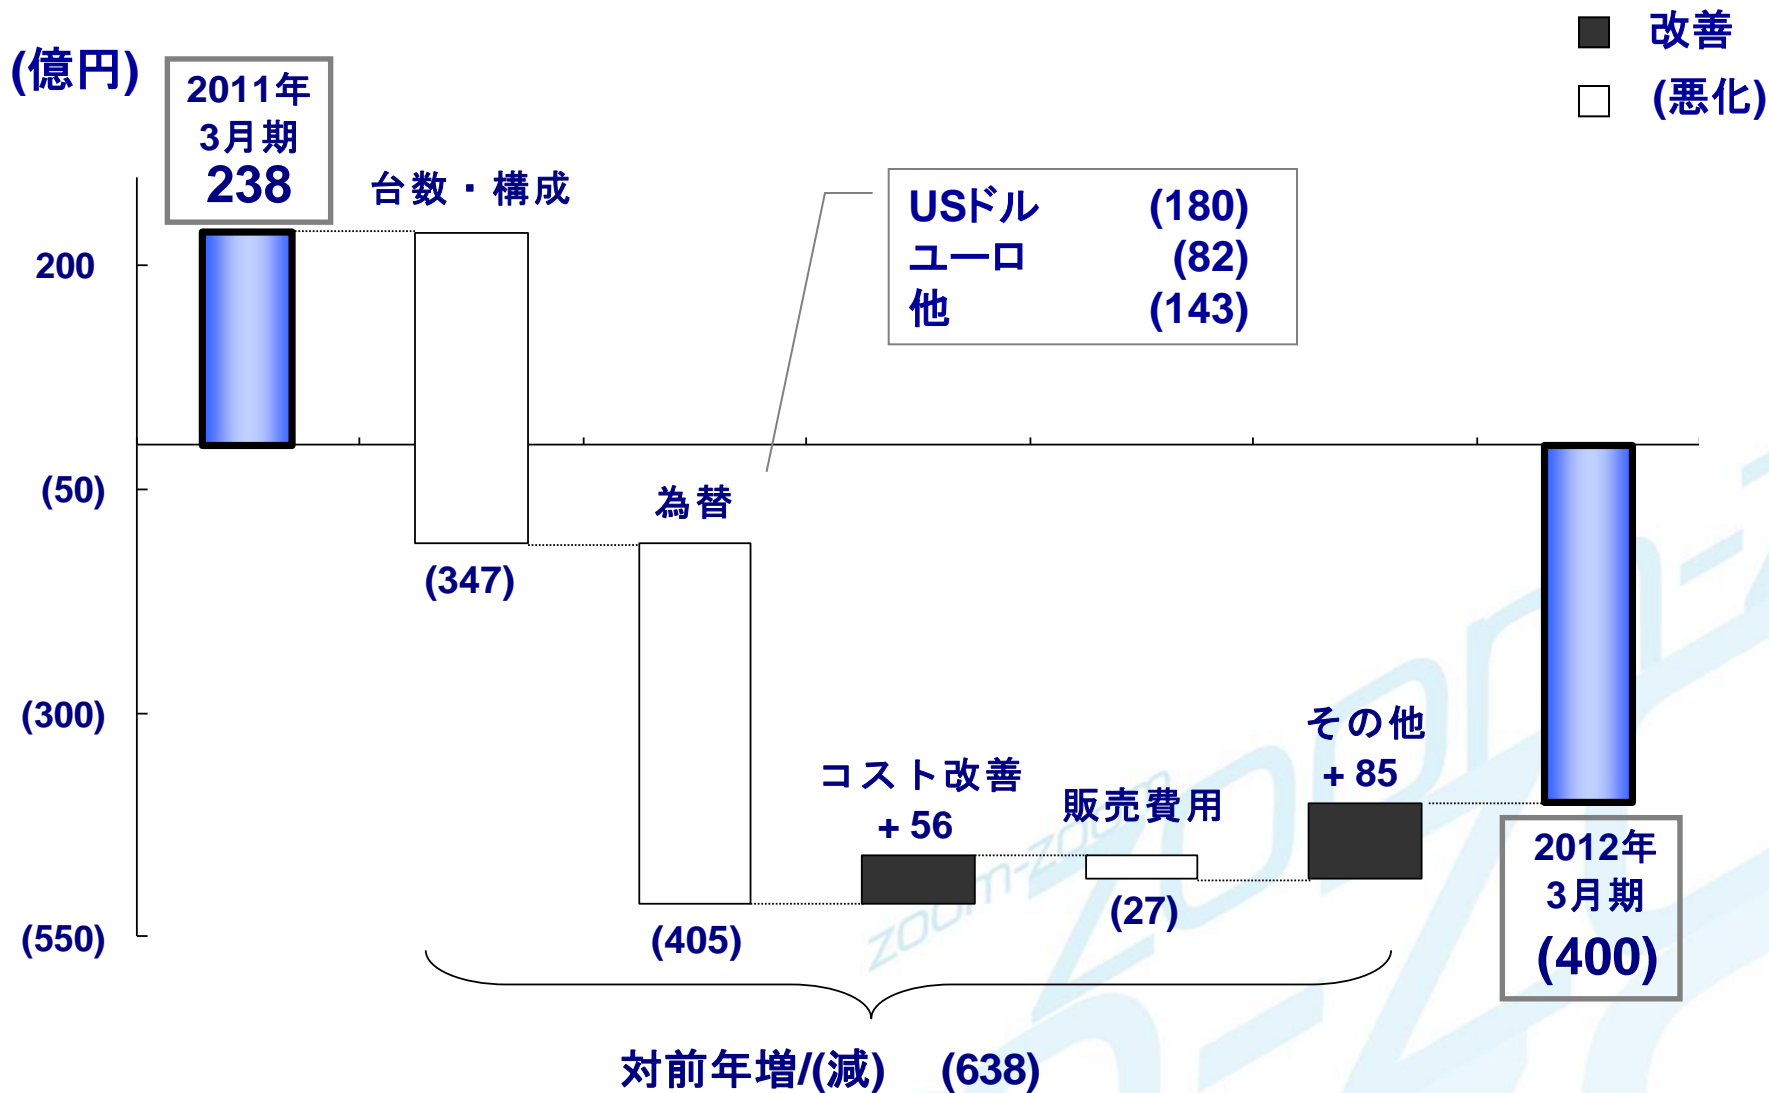 (億円)
改善
(悪化)
2011年
3月期
238
台数・構成
USドル (180)
ユーロ (82)
他 (143)
200
(50)
(300)
(550)
為替
(347)
(405)
コスト改善
+ 56
販売費用
(27)
その他
+ 85
2012年
3月期
(400)
対前年増/(減) (638)
zoom-zoom
zoom-z